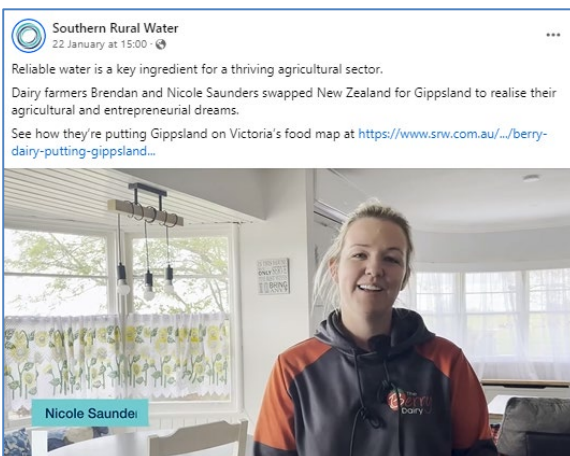 Southern Rural Water
22 January at 15:00 ·
Reliable water is a key ingredient for a thriving agricultural sector.
Dairy farmers Brendan and Nicole Saunders swapped New Zealand for Gippsland to realise their
agricultural and entrepreneurial dreams.
See how they're putting Gippsland on Victoria's food map at https://www.srw.com.au/.../berry-
dairy-putting-gippsland...
The
Berry
Dairy
Nicole Saunde